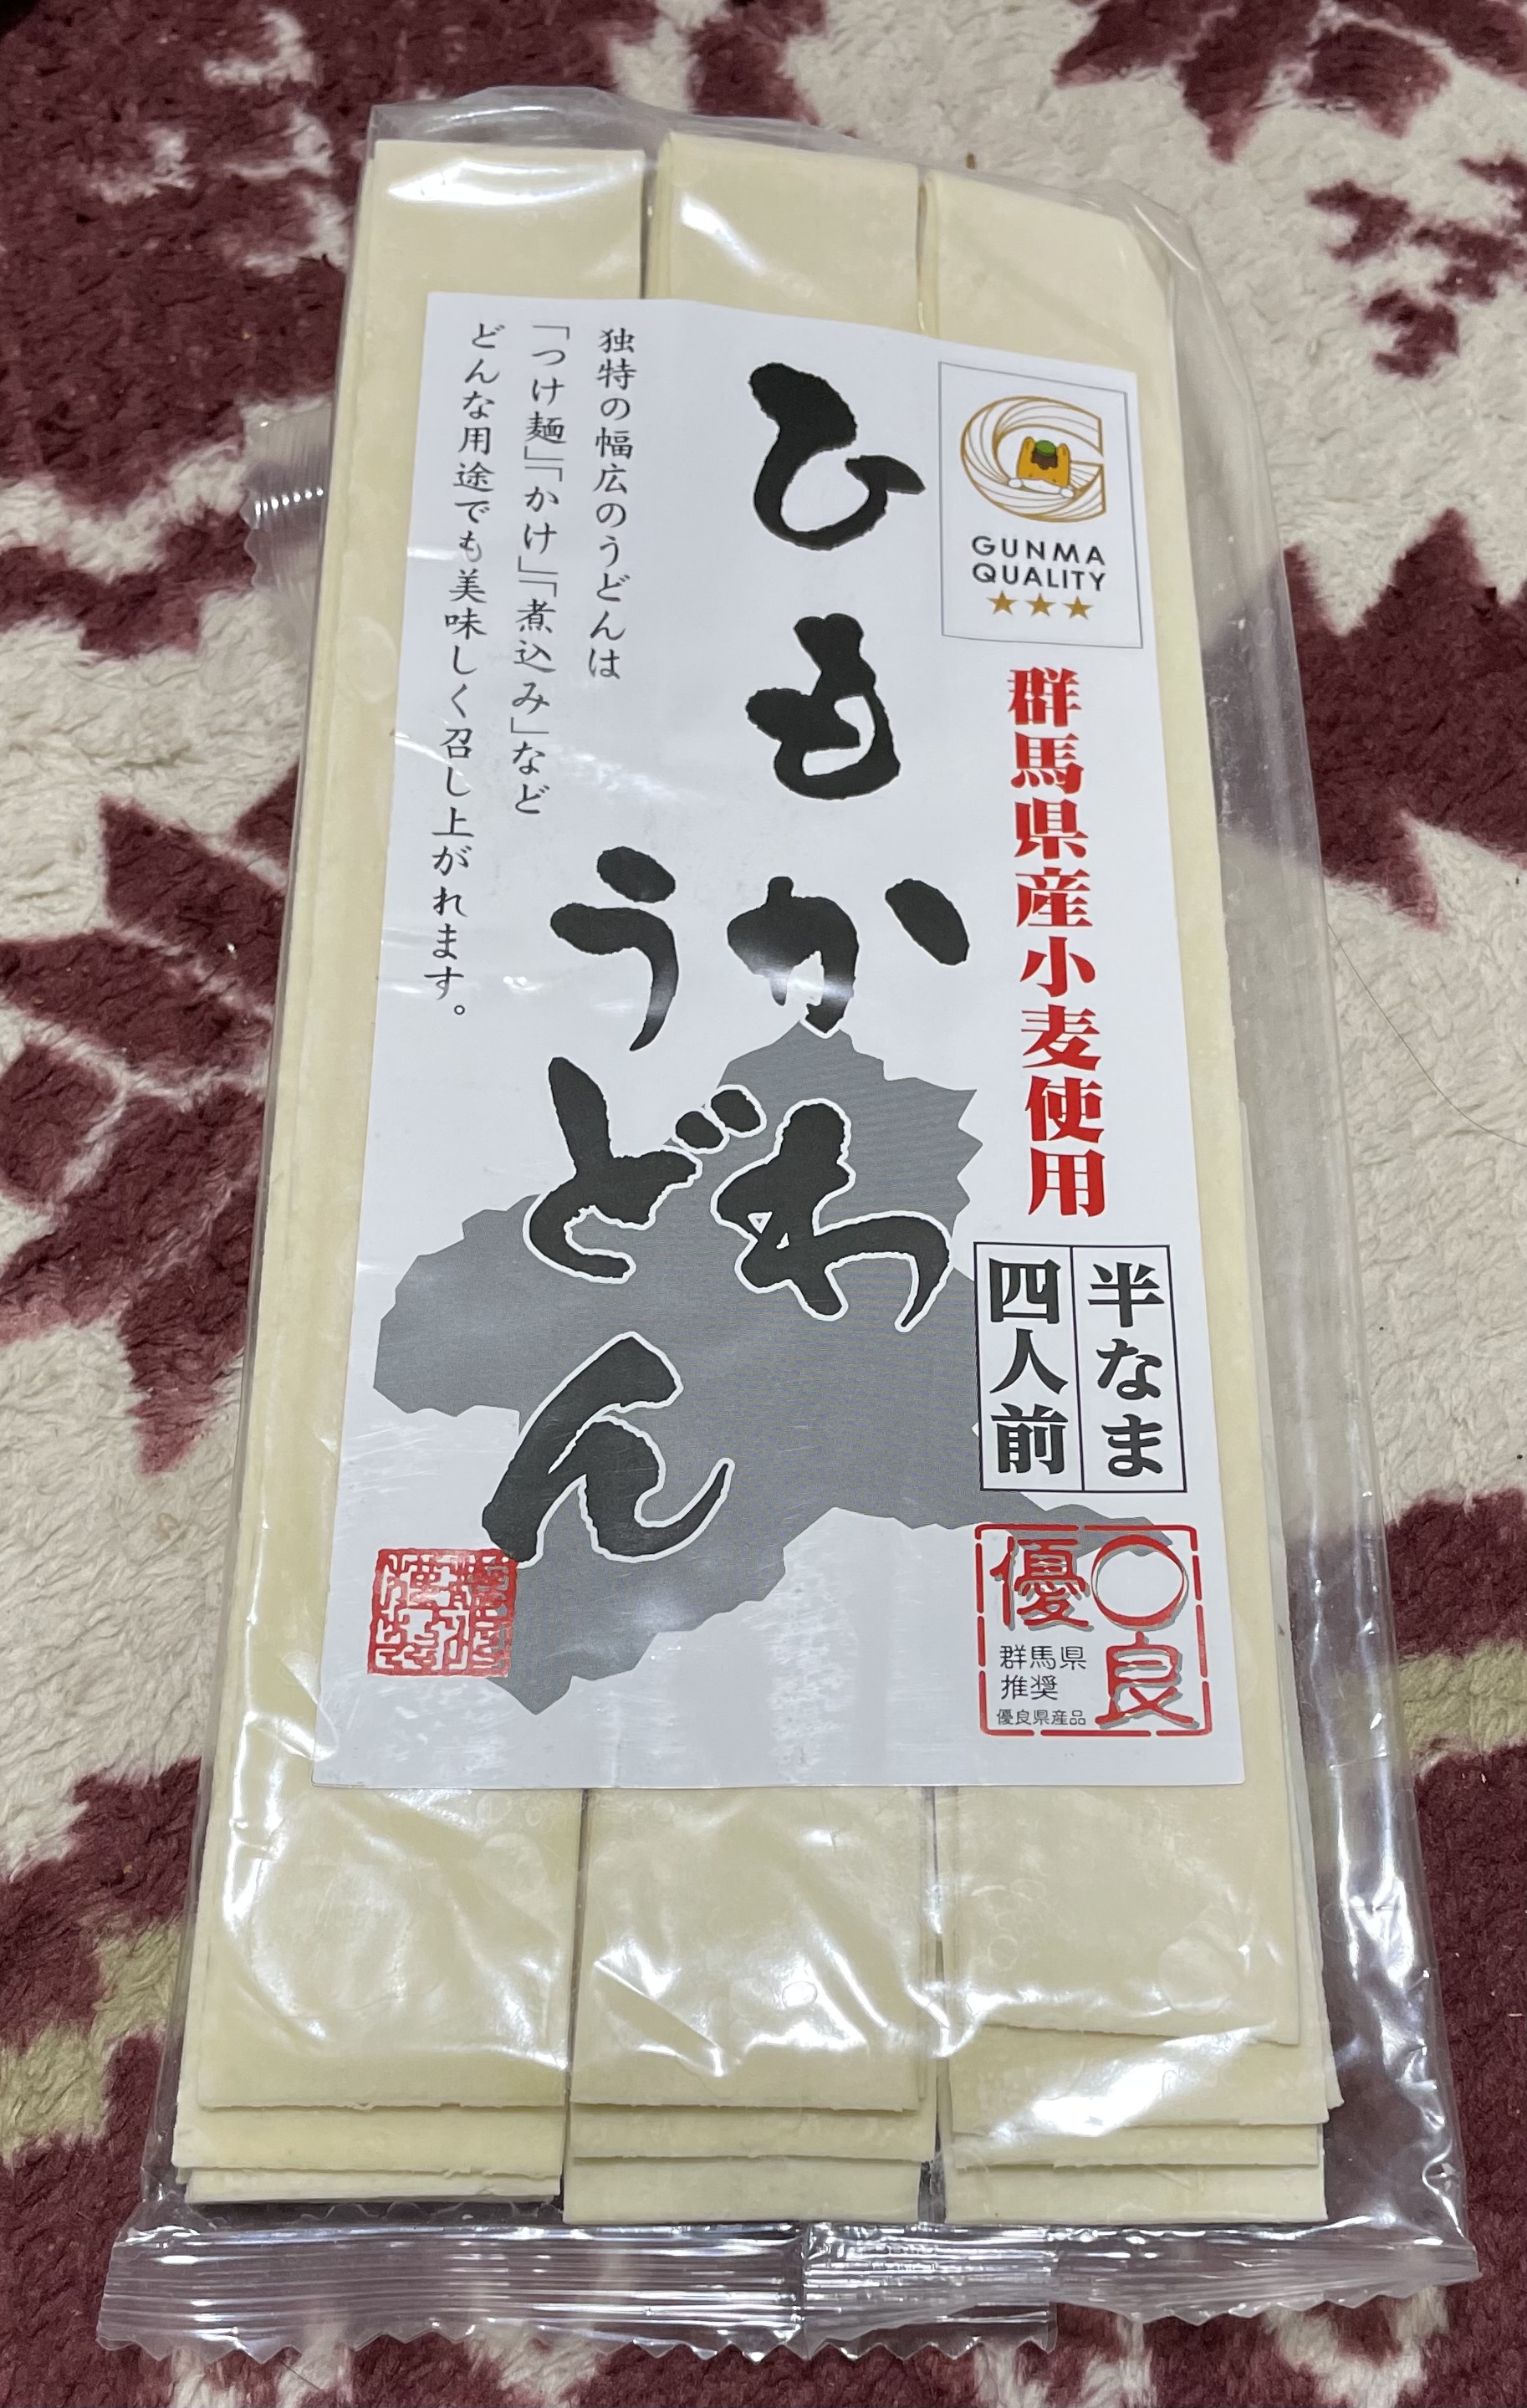 GUNMA
QUALITY
★★★
群馬県産小麦使用
半なま
四人前
ひもかわ
うどん
独特の幅広のうどんは
「つけ麺」「かけ」「煮込み」など
どんな用途でも美味しく召し上がれます。
〇良
優
群馬県
推奨
優良県産品